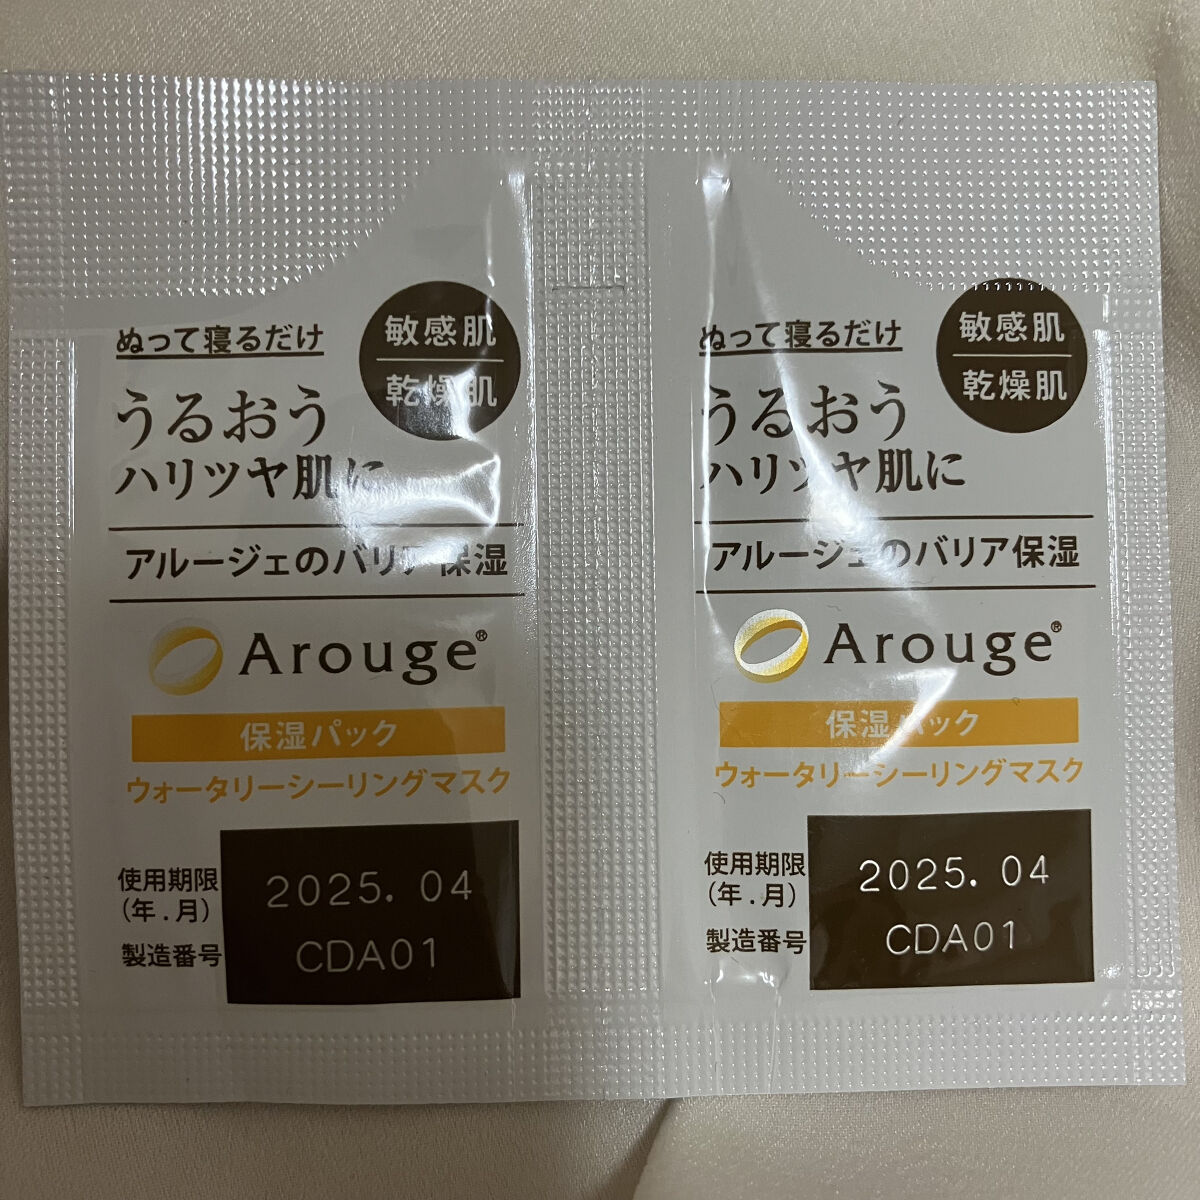 ぬって寝るだけ
敏感肌
乾燥肌
うるおう
ハリツヤ肌に
アルージェのバリア保湿
Arouge®
保湿パック
ウォータリーシーリングマスク
使用期限
(年.月)
2025.04
製造番号
CDA01
ぬって寝るだけ
敏感肌
乾燥肌
うるおう
ハリツヤ肌に
アルージェのバリア保湿
Arouge®
保湿パック
ウォータリーシーリングマスク
使用期限
(年.月)
2025.04
製造番号
CDA01